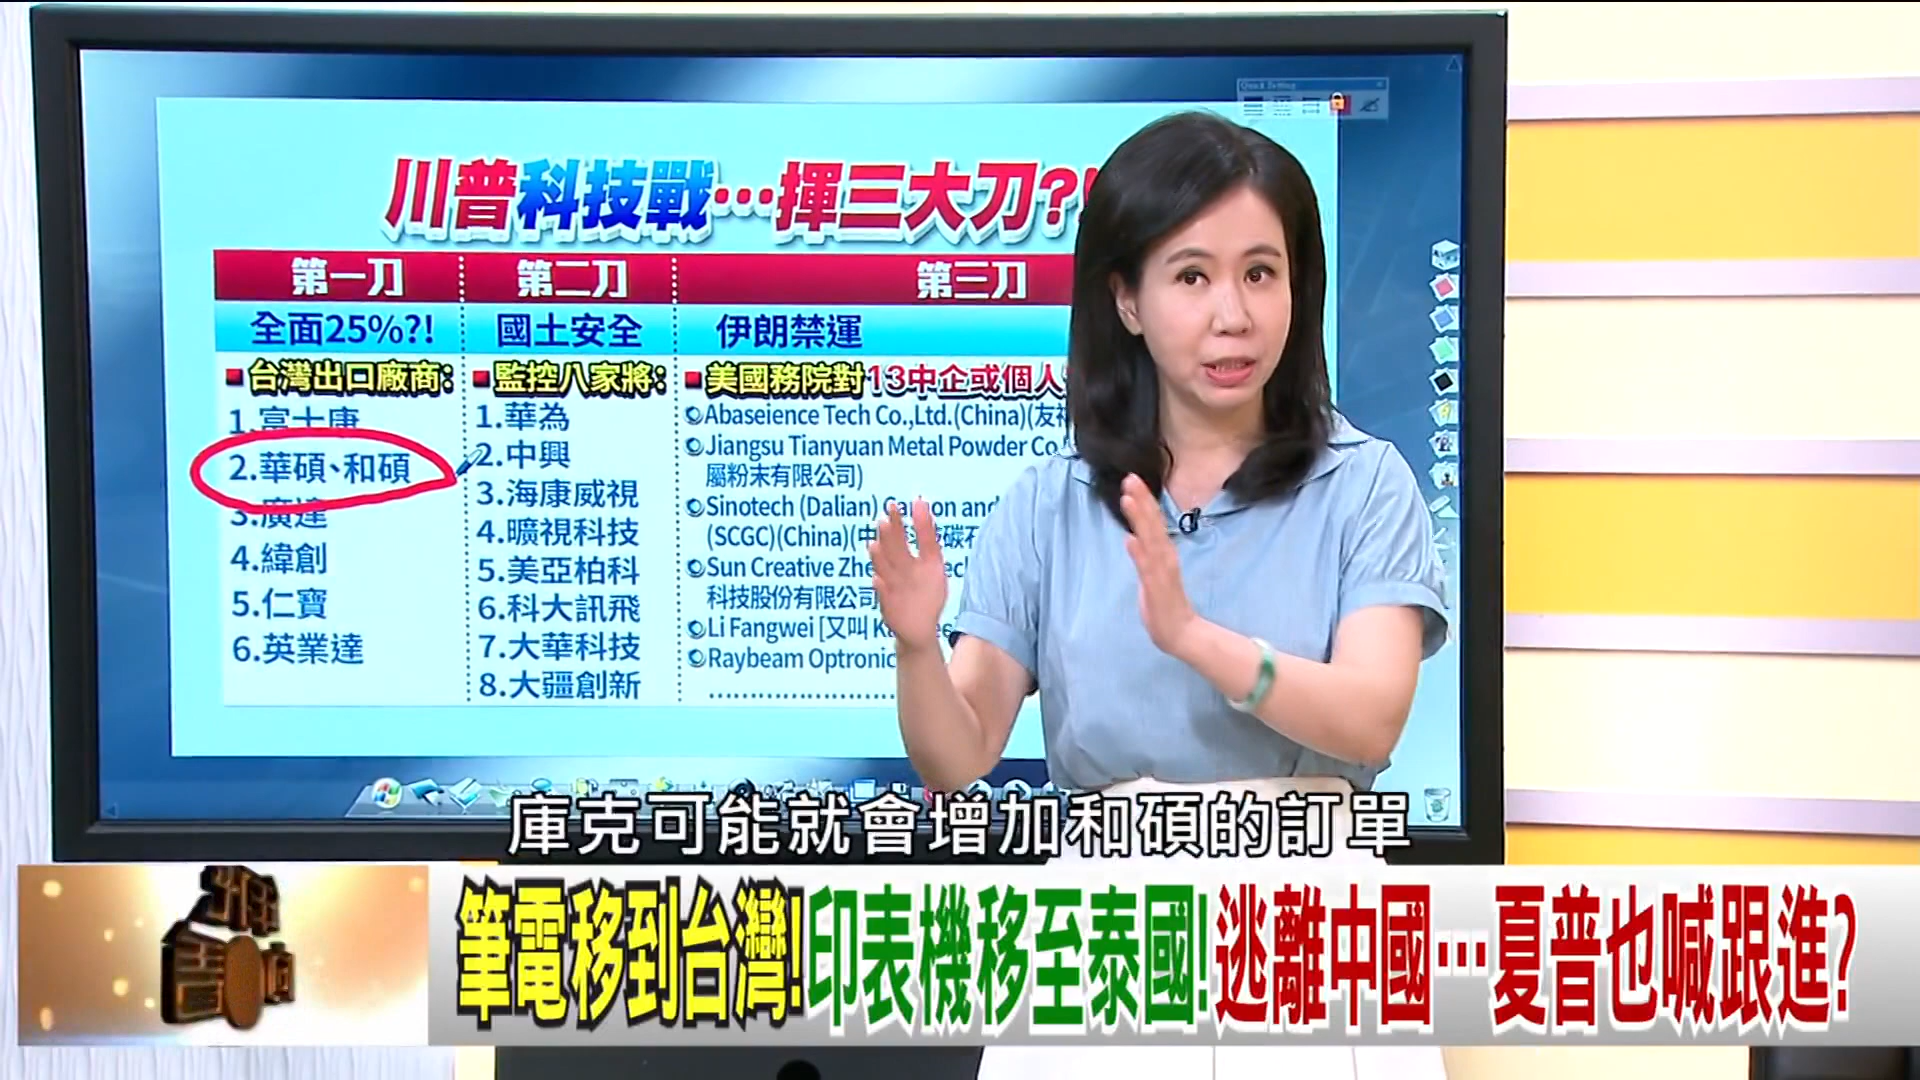 川普科技戰…揮三大刀?!
第一刀
全面25%?!
■台灣出口廠商:
1.富士康
2.華碩、和碩
3.廣達
4.緯創
5.仁寶
6.英業達
第二刀
國土安全
■監控八家將:
1.華為
2.中興
3.海康威視
4.曠視科技
5.美亞柏科
6.科大訊飛
7.大華科技
8.大疆創新
第三刀
伊朗禁運
■美國務院對13中企或個人
Abaseience Tech Co.,Ltd.(China)(友
Jiangsu Tianyuan Metal Powder Co
屬粉末有限公司)
Sinotech (Dalian) Carbon and
(SCGC)(China)(中
Sun Creative
科技股份有限公司
Li Fangwei [又叫
Raybeam Optronic
庫克可能就會增加和碩的訂單
筆電移到台灣!印表機移至泰國!逃離中國…夏普也喊跟進?